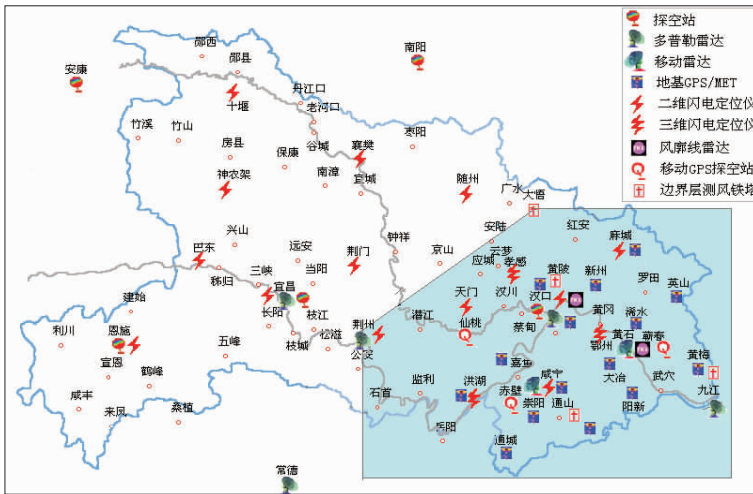 探空站
多普勒雷达
移动雷达
地基GPS/MET
二维闪电定位仪
三维闪电定位仪
风廓线雷达
移动GPS探空站
边界层测风铁塔
郧西
郧县
南阳
安康
十堰
丹江口
老河口
竹溪
竹山
房县
谷城
襄樊
枣阳
保康
神农架
南漳
宜城
随州
广水
大悟
兴山
钟祥
安陆
红安
麻城
巴东
远安
荆门
京山
云梦
应城
孝感
黄陂
新州
罗田
英山
秭归
三峡
宜昌
当阳
天门
汉川
汉口
黄冈
浠水
建始
长阳
枝江
荆州
潜江
仙桃
蔡甸
黄石
蕲春
利川
恩施
五峰
枝城
松滋
公安
鄂州
黄梅
宣恩
鹤峰
监利
洪湖
嘉鱼
咸宁
大冶
武穴
九江
咸丰
来凤
桑植
石首
赤壁
崇阳
通山
阳新
岳阳
通城
常德